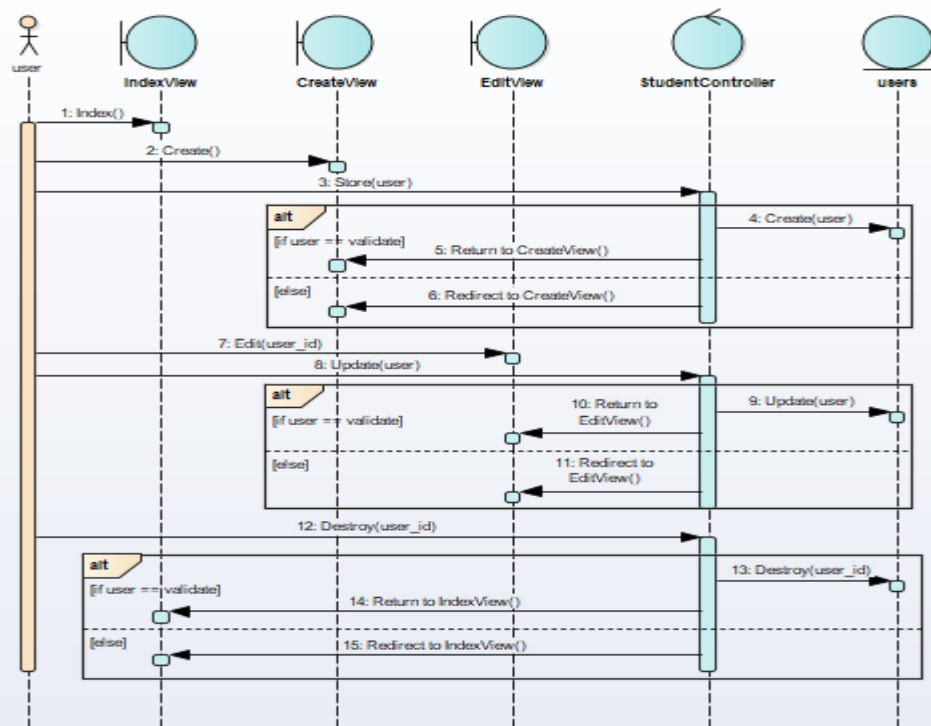 user
IndexView
CreateView
EditView
StudentController
users
1: Index()
2: Create()
3: Store(user)
alt
[if user == validate]
4: Create(user)
5: Return to CreateView()
[else]
6: Redirect to CreateView()
7: Edit(user_id)
8: Update(user)
alt
[if user == validate]
9: Update(user)
10: Return to
EditView()
[else]
11: Redirect to
EditView()
12: Destroy(user_id)
alt
[if user == validate]
13: Destroy(user_id)
14: Return to IndexView()
[else]
15: Redirect to IndexView()